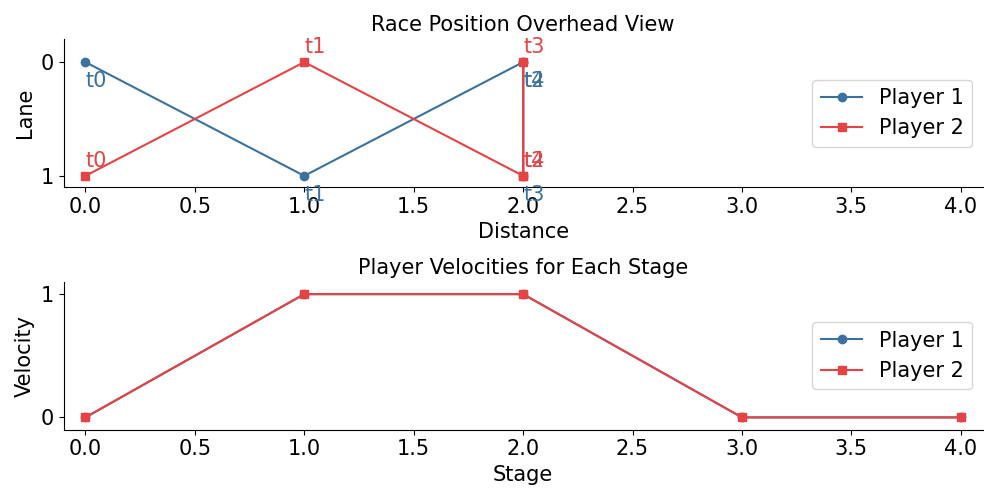 Race Position Overhead View
t1
t3
0
t0
t2
t4
Player 1
Player 2
Lane
t0
t2
t4
1
t1
t3
0.0 0.5 1.0 1.5 2.0 2.5 3.0 3.5 4.0
Distance
Player Velocities for Each Stage
1
Player 1
Player 2
Velocity
0
0.0 0.5 1.0 1.5 2.0 2.5 3.0 3.5 4.0
Stage